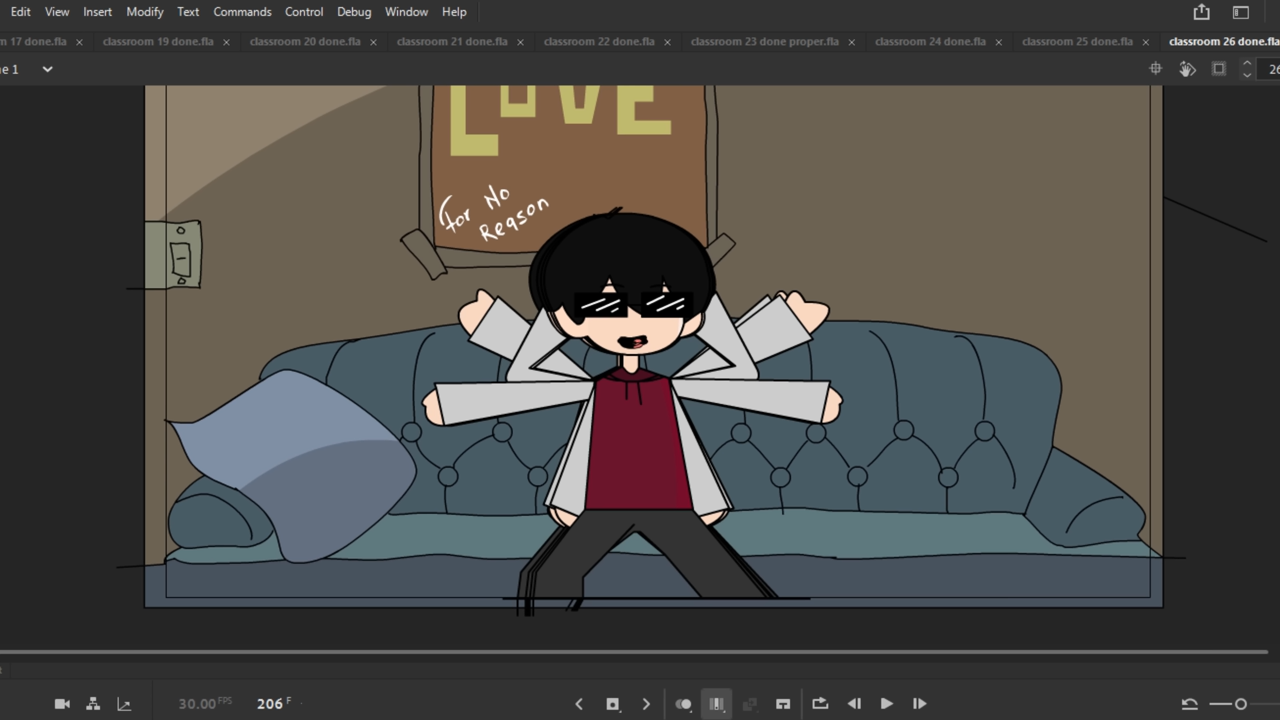 Edit View Insert Modify Text Commands Control Debug Window Help
m 17 done.fla × classroom 19 done.fla × classroom 20 done.fla × classroom 21 done.fla × classroom 22 done.fla × classroom 23 done proper.fla × classroom 24 done.fla × classroom 25 done.fla × classroom 26 done.fla
ne 1
26
LOVE
For No
Reason
30.00 FPS 206 F